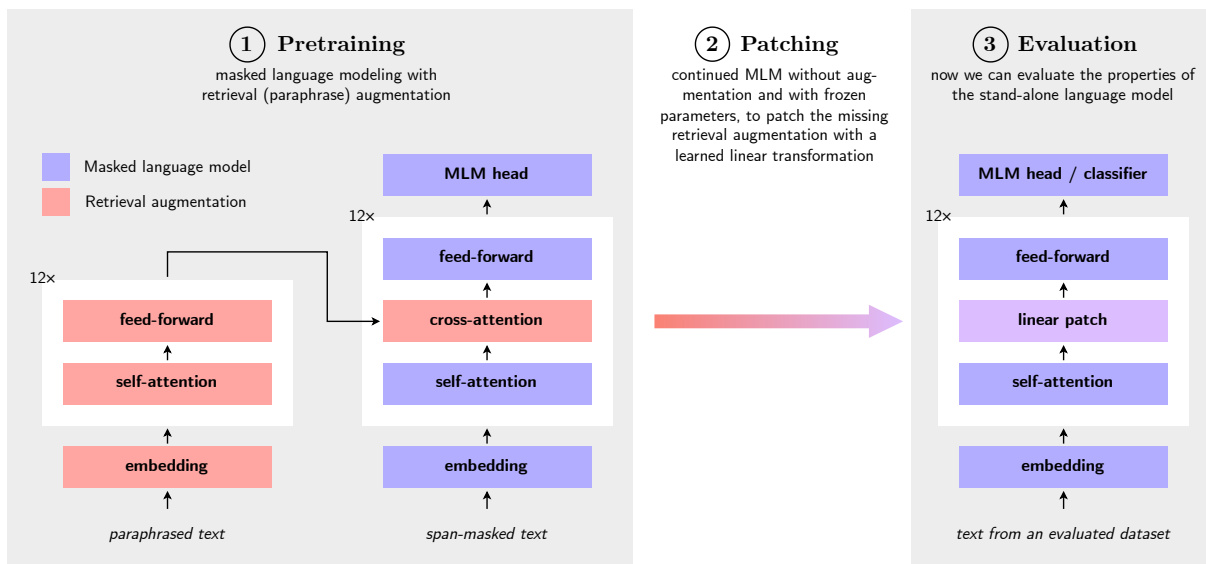 1 Pretraining
masked language modeling with
retrieval (paraphrase) augmentation
Masked language model
Retrieval augmentation
12×
feed-forward
self-attention
embedding
paraphrased text
MLM head
12×
feed-forward
cross-attention
self-attention
embedding
span-masked text
2 Patching
continued MLM without aug-
mentation and with frozen
parameters, to patch the missing
retrieval augmentation with a
learned linear transformation
3 Evaluation
now we can evaluate the properties of
the stand-alone language model
MLM head / classifier
12×
feed-forward
linear patch
self-attention
embedding
text from an evaluated dataset